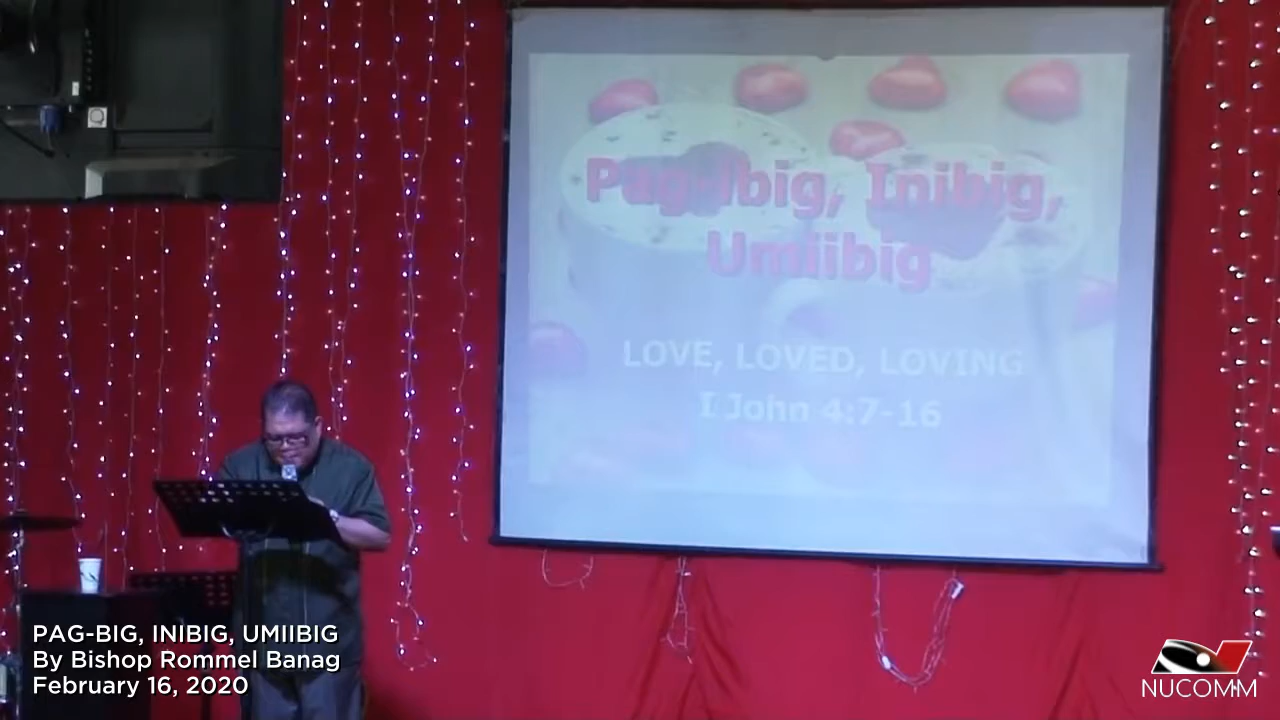 Pag-ibig, Inibig,
Umiibig
LOVE, LOVED, LOVING
I John 4:7-16
PAG-BIG, INIBIG, UMIIBIG
By Bishop Rommel Banag
February 16, 2020
NUCOMM